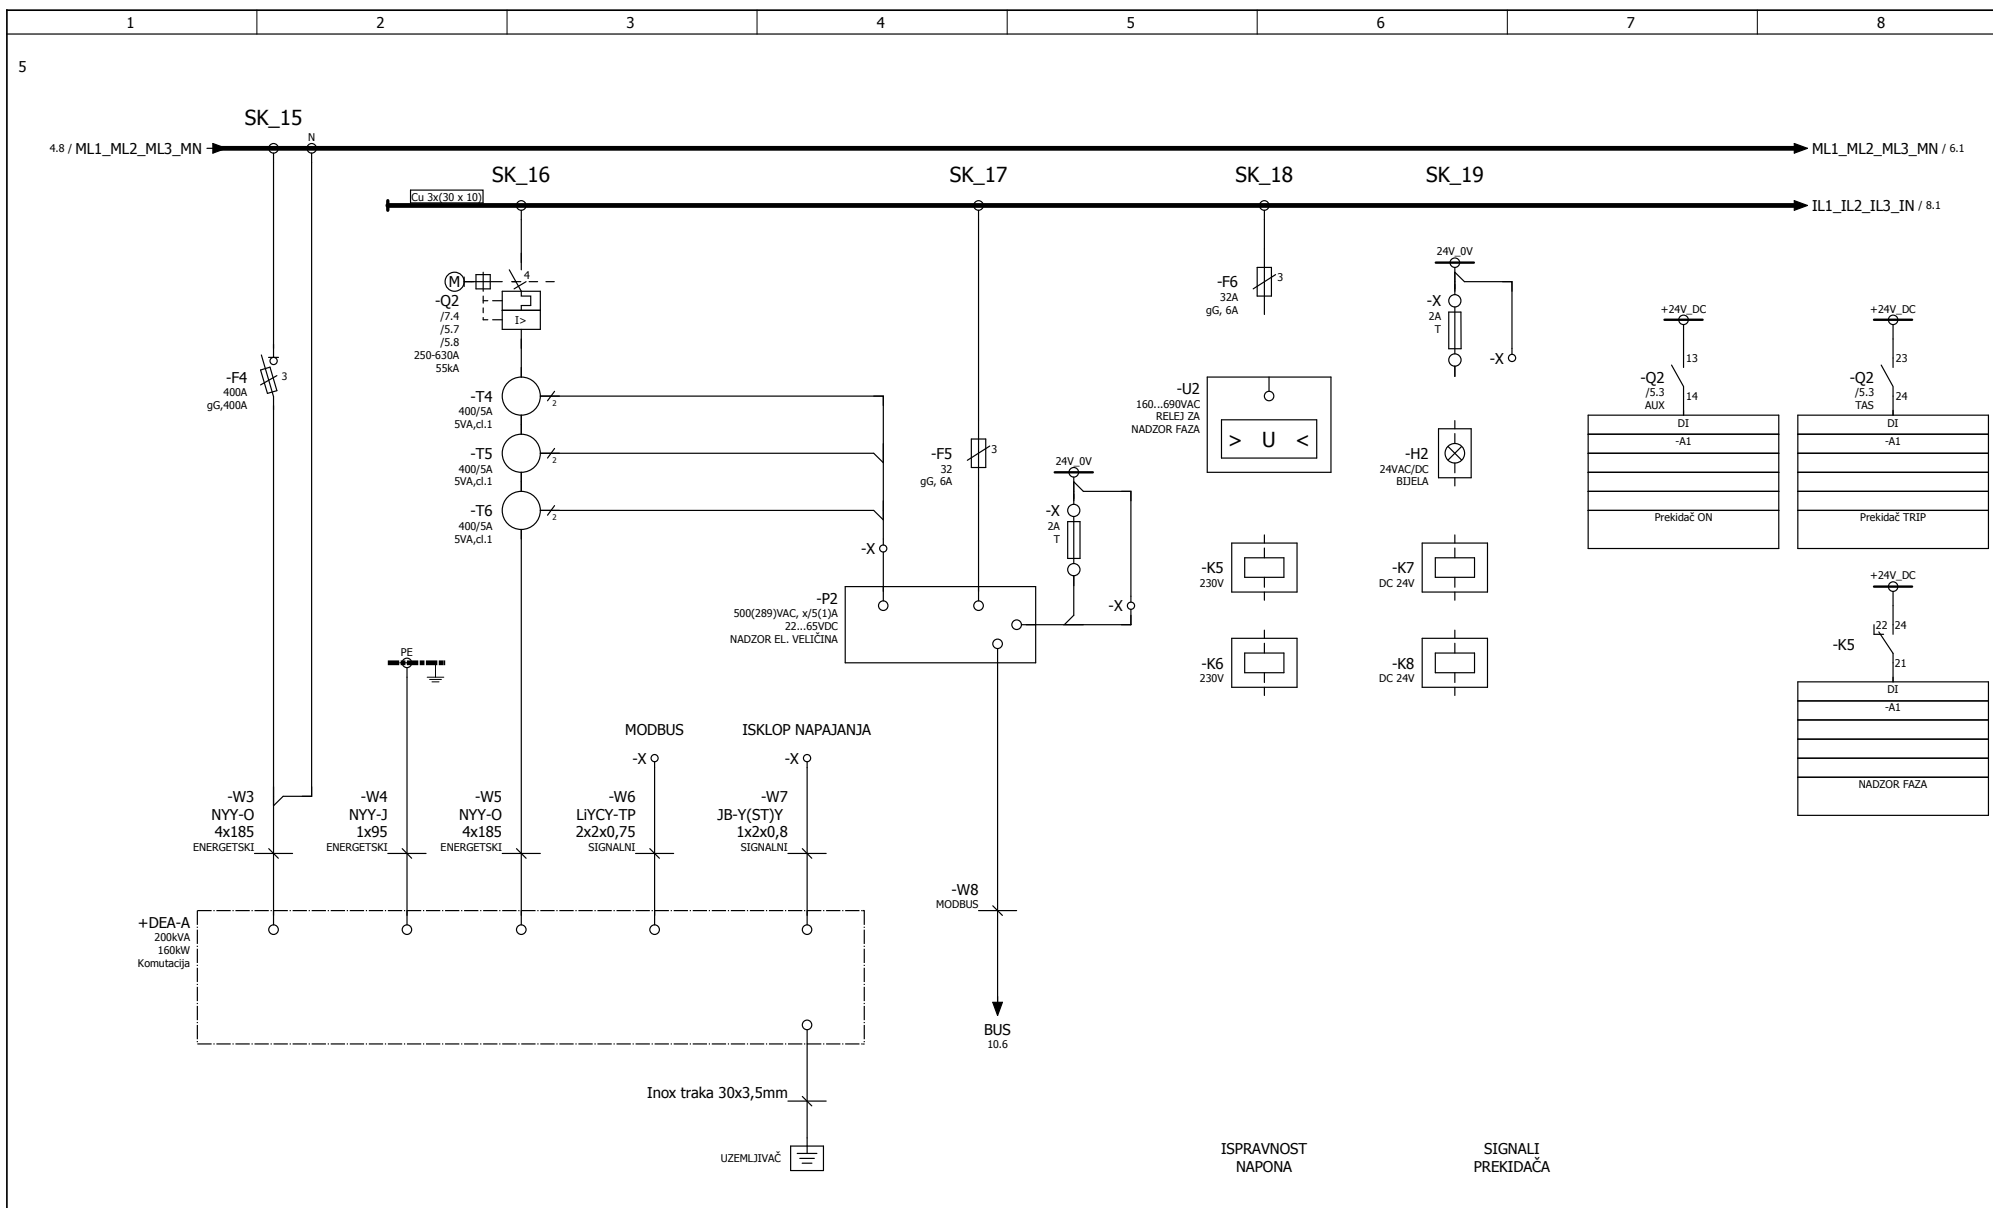 1 2 3 4 5 6 7 8
5
SK_15
N
4.8 / ML1_ML2_ML3_MN
ML1_ML2_ML3_MN / 6.1
SK_16
SK_17
SK_18
SK_19
Cu 3x(30 x 10)
IL1_IL2_IL3_IN / 8.1
M
4
-Q2
/7.4
/5.7
/5.8
250-630A
55kA
I>
-F4
400A
gG,400A
3
-T4
400/5A
5VA,cl.1
2
-T5
400/5A
5VA,cl.1
2
-T6
400/5A
5VA,cl.1
2
-X
-F5
32
gG, 6A
3
24V_0V
-X
2A
T
-X
-P2
500(289)VAC, x/5(1)A
22...65VDC
NADZOR EL. VELIČINA
-F6
32A
gG, 6A
3
-U2
160...690VAC
RELEJ ZA
NADZOR FAZA
> U <
-K5
230V
-K6
230V
24V_0V
-X
2A
T
-X
-H2
24VAC/DC
BIJELA
-K7
DC 24V
-K8
DC 24V
+24V_DC
13
-Q2
/5.3
AUX
14
DI
-A1
Prekidač ON
+24V_DC
23
-Q2
/5.3
TAS
24
DI
-A1
Prekidač TRIP
+24V_DC
22 24
-K5
21
DI
-A1
NADZOR FAZA
PE
MODBUS
-X
ISKLOP NAPAJANJA
-X
-W3
NYY-O
4x185
ENERGETSKI
-W4
NYY-J
1x95
ENERGETSKI
-W5
NYY-O
4x185
ENERGETSKI
-W6
LiYCY-TP
2x2x0,75
SIGNALNI
-W7
JB-Y(ST)Y
1x2x0,8
SIGNALNI
-W8
MODBUS
+DEA-A
200kVA
160kW
Komutacija
BUS
10.6
Inox traka 30x3,5mm
UZEMLJIVAČ
ISPRAVNOST
NAPONA
SIGNALI
PREKIDAČA